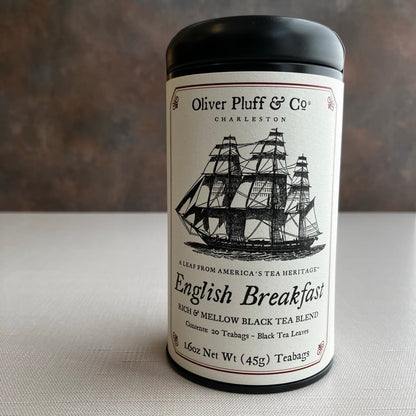 Oliver Pluff & Co®
CHARLESTON
A LEAF FROM AMERICA'S TEA HERITAGE™
English Breakfast
RICH & MELLOW BLACK TEA BLEND
Contents: 20 Teabags ~ Black Tea Leaves
1.6oz Net Wt (45g) Teabags